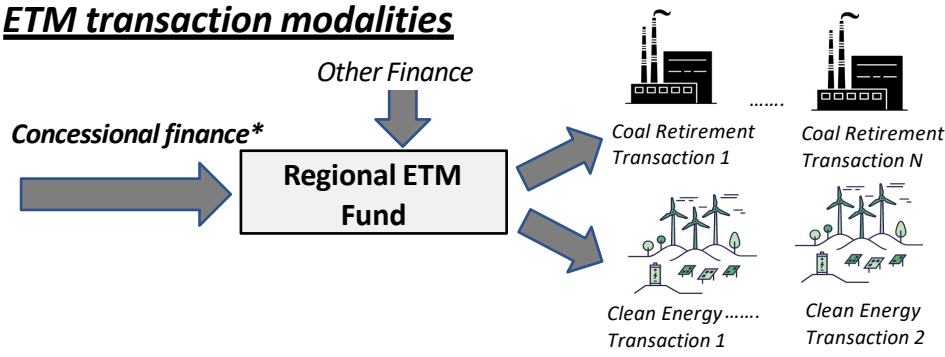 ETM transaction modalities
Other Finance
Concessional finance*
Regional ETM
Fund
.......
Coal Retirement
Transaction 1
Coal Retirement
Transaction N
Clean Energy.......
Transaction 1
Clean Energy
Transaction 2